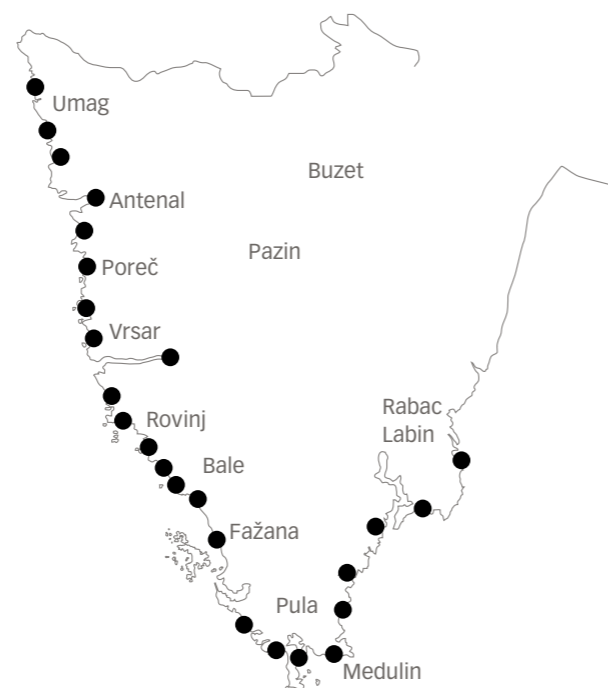 Umag
Buzet
Antenal
Pazin
Poreč
Vrsar
Rabac
Labin
Rovinj
Bale
Fažana
Pula
Medulin